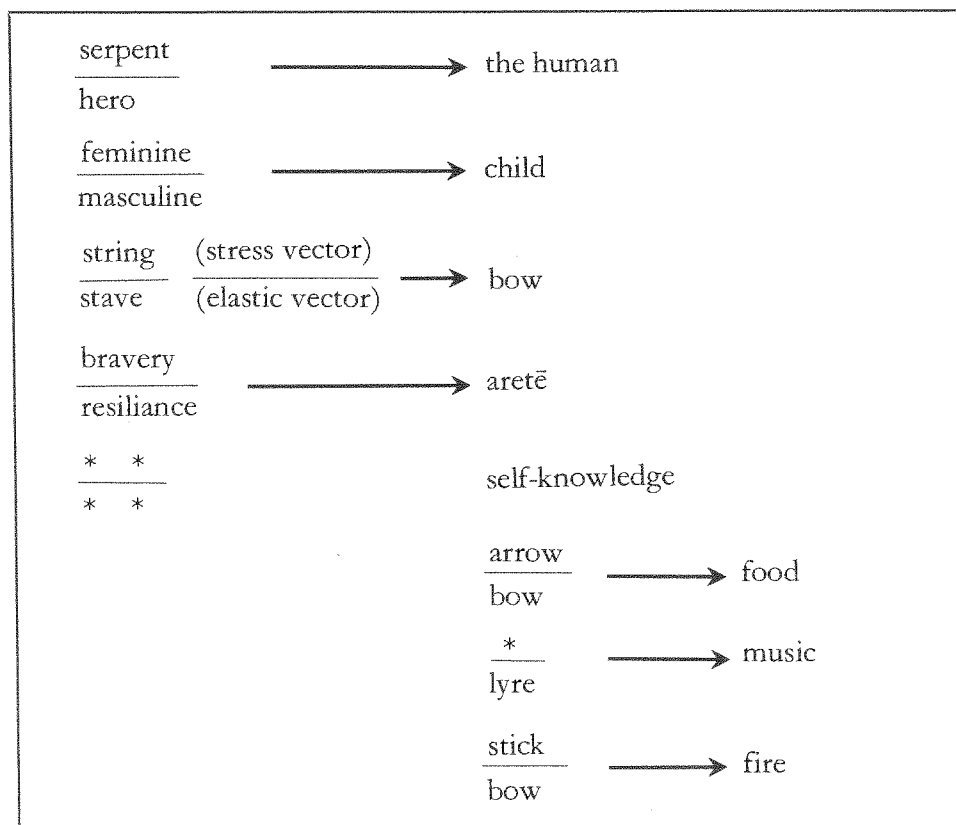 serpent
hero
the human
feminine
masculine
child
string (stress vector)
stave (elastic vector)
bow
bravery
resiliance
aretē
* *
* *
self-knowledge
arrow
bow
food
*
lyre
music
stick
bow
fire